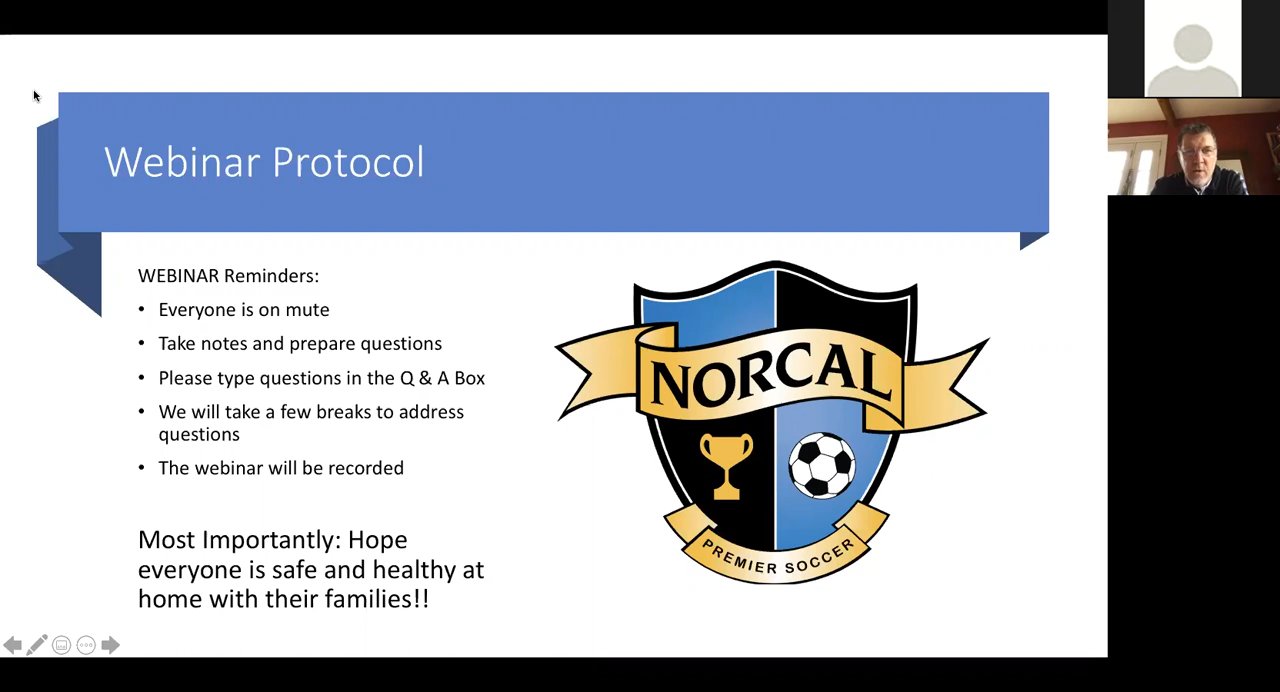 Webinar Protocol
WEBINAR Reminders:
• Everyone is on mute
• Take notes and prepare questions
• Please type questions in the Q & A Box
• We will take a few breaks to address
questions
• The webinar will be recorded
Most Importantly: Hope
everyone is safe and healthy at
home with their families!!
NORCAL
PREMIER SOCCER